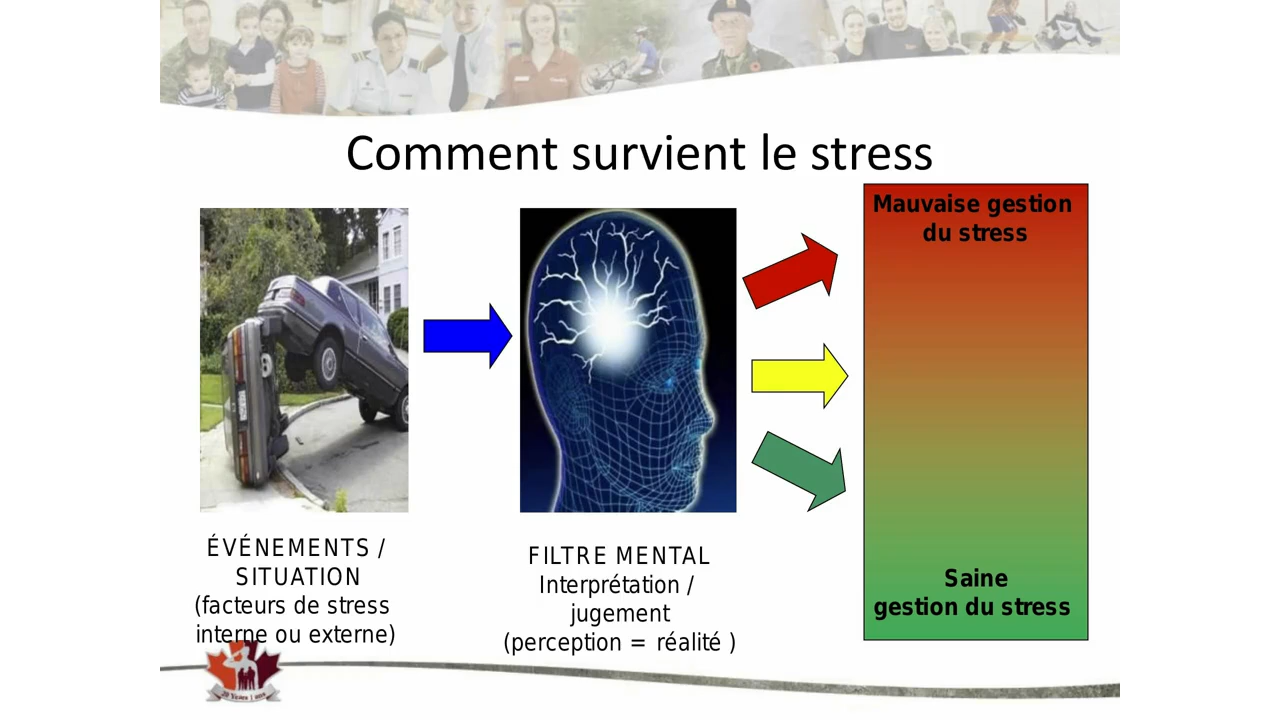 Comment survient le stress
Mauvaise gestion
du stress
ÉVÉNEMENTS /
SITUATION
(facteurs de stress
interne ou externe)
FILTRE MENTAL
Interprétation /
jugement
(perception = réalité )
Saine
gestion du stress